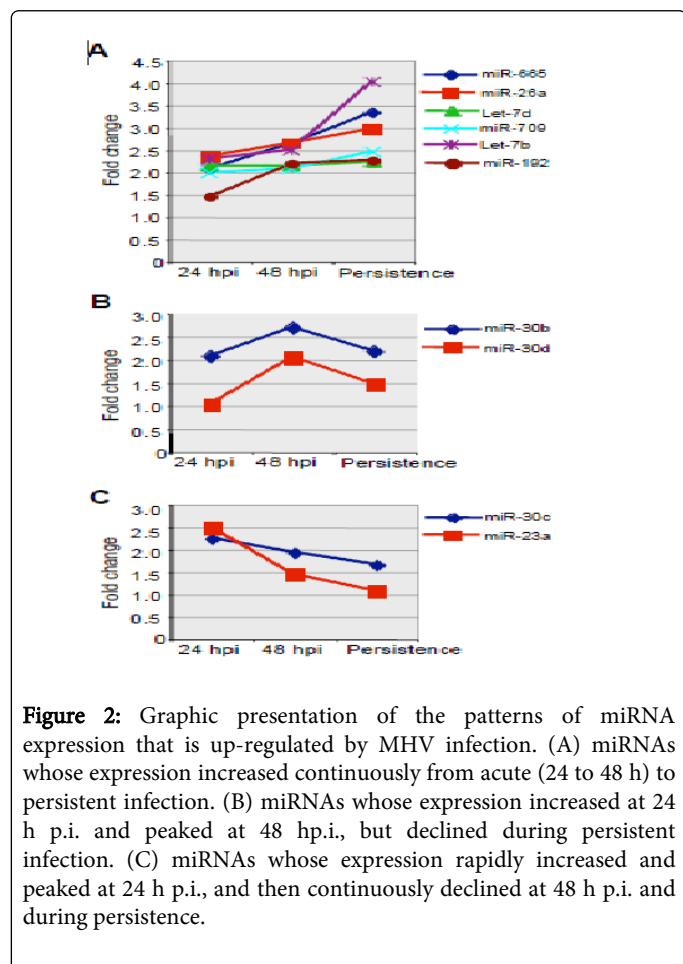 A
4.5
4.0
3.5
3.0
2.5
2.0
1.5
1.0
0.5
0
Fold change
24 hpi
48 hpi
Persistence
miR-665
miR-26a
Let-7d
miR-709
Let-7b
miR-192
B
3.0
2.5
2.0
1.5
1.0
0.5
0
Fold change
24 hpi
48 hpi
Persistence
miR-30b
miR-30d
C
3.0
2.5
2.0
1.5
1.0
0.5
0
Fold change
24 hpi
48 hpi
Persistence
miR-30c
miR-23a
Figure 2: Graphic presentation of the patterns of miRNA
expression that is up-regulated by MHV infection. (A) miRNAs
whose expression increased continuously from acute (24 to 48 h) to
persistent infection. (B) miRNAs whose expression increased at 24
h p.i. and peaked at 48 hp.i., but declined during persistent
infection. (C) miRNAs whose expression rapidly increased and
peaked at 24 h p.i., and then continuously declined at 48 h p.i. and
during persistence.